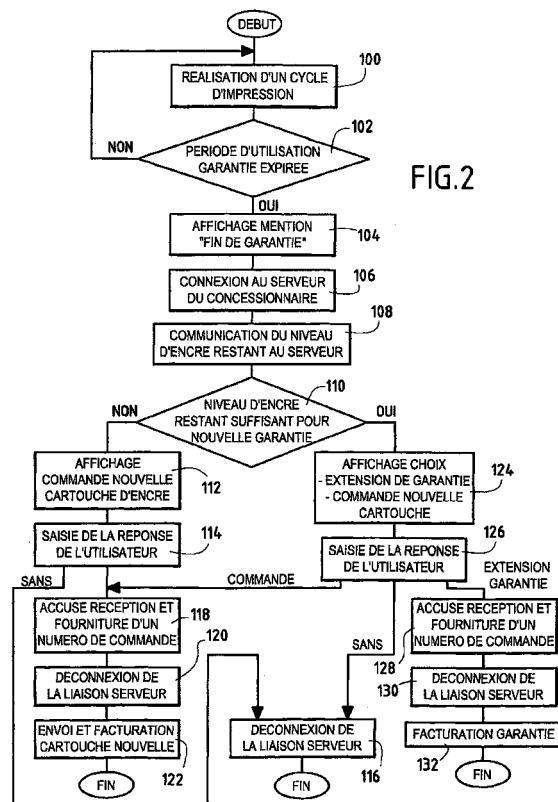 DEBUT
REALISATION D'UN CYCLE
D'IMPRESSION
100
102
NON
PERIODE D'UTILISATION
GARANTIE EXPIREE
FIG.2
OUI
AFFICHAGE MENTION
"FIN DE GARANTIE"
104
CONNEXION AU SERVEUR
DU CONCESSIONNAIRE
106
108
COMMUNICATION DU NIVEAU
D'ENCRE RESTANT AU SERVEUR
110
NON
NIVEAU D'ENCRE
RESTANT SUFFISANT POUR
NOUVELLE GARANTIE
OUI
AFFICHAGE
COMMANDE NOUVELLE
CARTOUCHE D'ENCRE
112
AFFICHAGE CHOIX
- EXTENSION DE GARANTIE
- COMMANDE NOUVELLE
CARTOUCHE
124
SAISIE DE LA REPONSE
DE L'UTILISATEUR
114
126
SAISIE DE LA REPONSE
DE L'UTILISATEUR
SANS
COMMANDE
EXTENSION
GARANTIE
ACCUSE RECEPTION ET
FOURNITURE D'UN
NUMERO DE COMMANDE
118
SANS
ACCUSE RECEPTION ET
FOURNITURE D'UN
NUMERO DE COMMANDE
128
120
DECONNEXION DE
LA LIAISON SERVEUR
130
DECONNEXION DE
LA LIAISON SERVEUR
ENVOI ET FACTURATION
CARTOUCHE NOUVELLE
122
DECONNEXION DE
LA LIAISON SERVEUR
116
FACTURATION GARANTIE
132
FIN
FIN
FIN